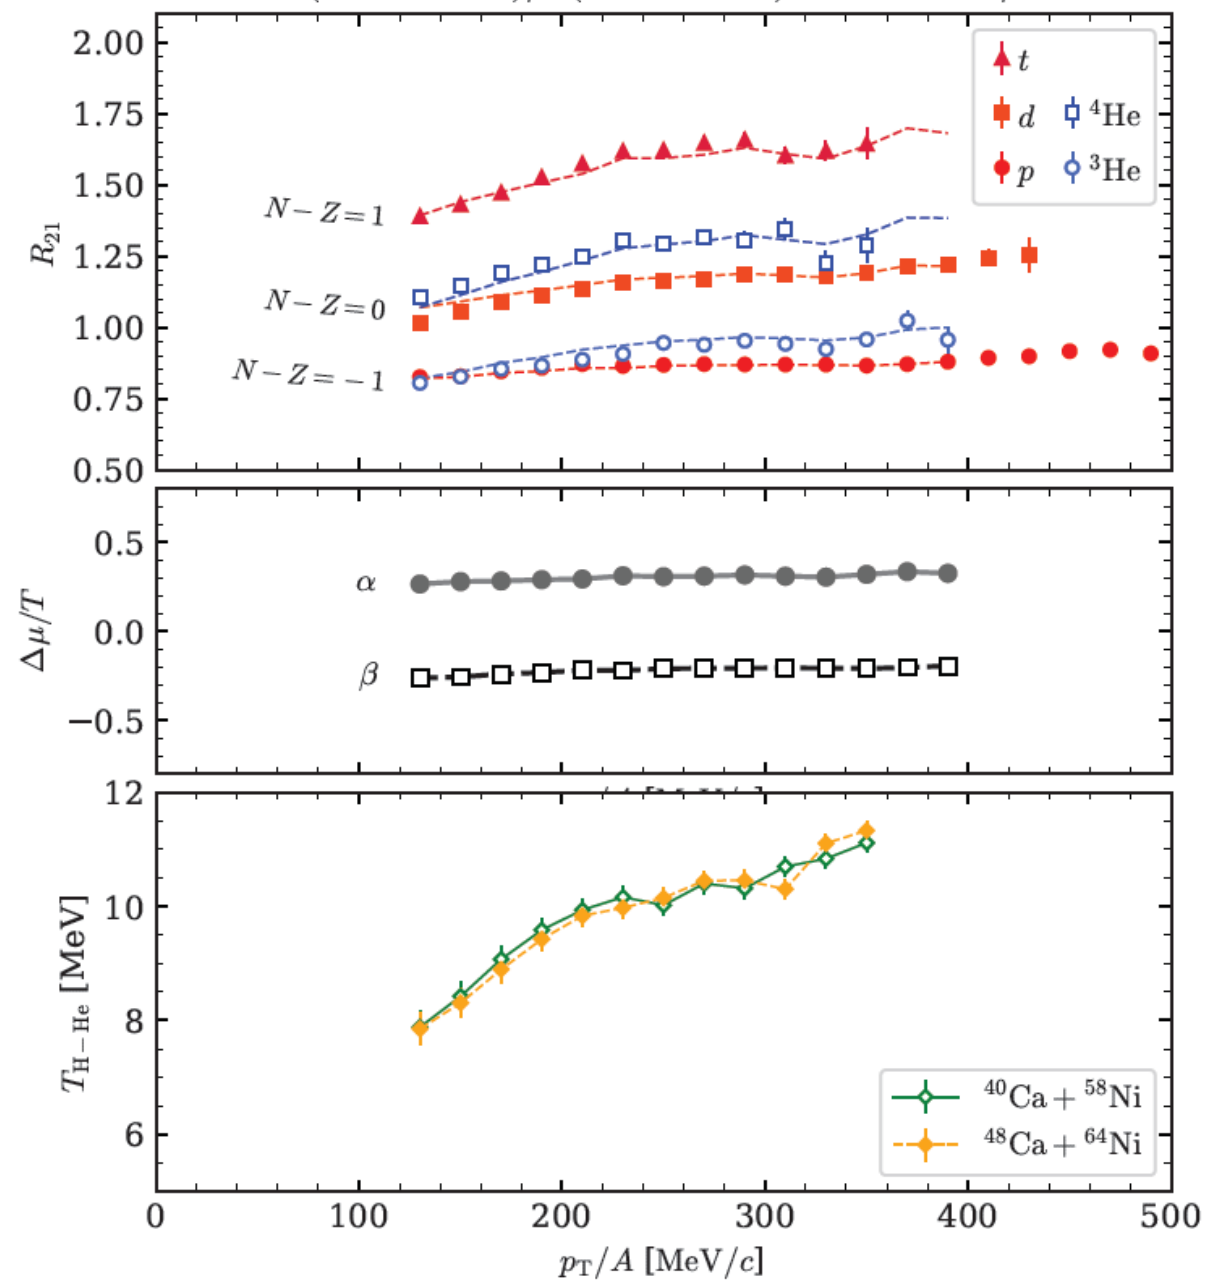 2.00
1.75
1.50
1.25
1.00
0.75
0.50
R₂₁
t
d ⁴He
p ³He
N − Z = 1
N − Z = 0
N − Z = −1
0.5
0.0
−0.5
Δμ/T
α
β
12
10
8
6
T_H−He [MeV]
⁴⁰Ca + ⁵⁸Ni
⁴⁸Ca + ⁶⁴Ni
0 100 200 300 400 500
p_T/A [MeV/c]